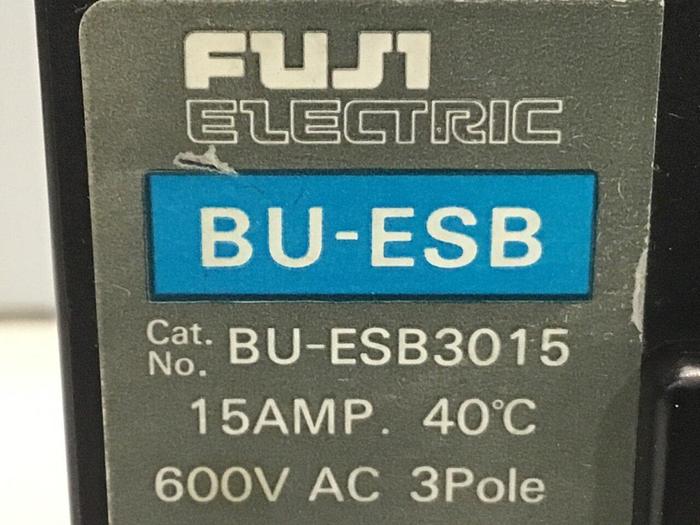 FUJI
ELECTRIC
BU-ESB
Cat. No. BU-ESB3015
15AMP. 40°C
600V AC 3Pole